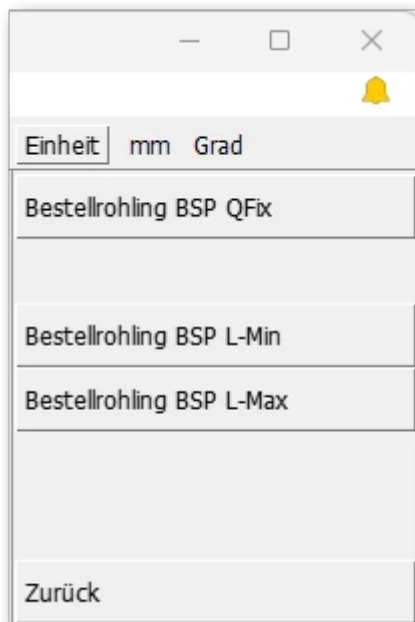 Einheit mm Grad
Bestellrohling BSP QFix
Bestellrohling BSP L-Min
Bestellrohling BSP L-Max
Zurück